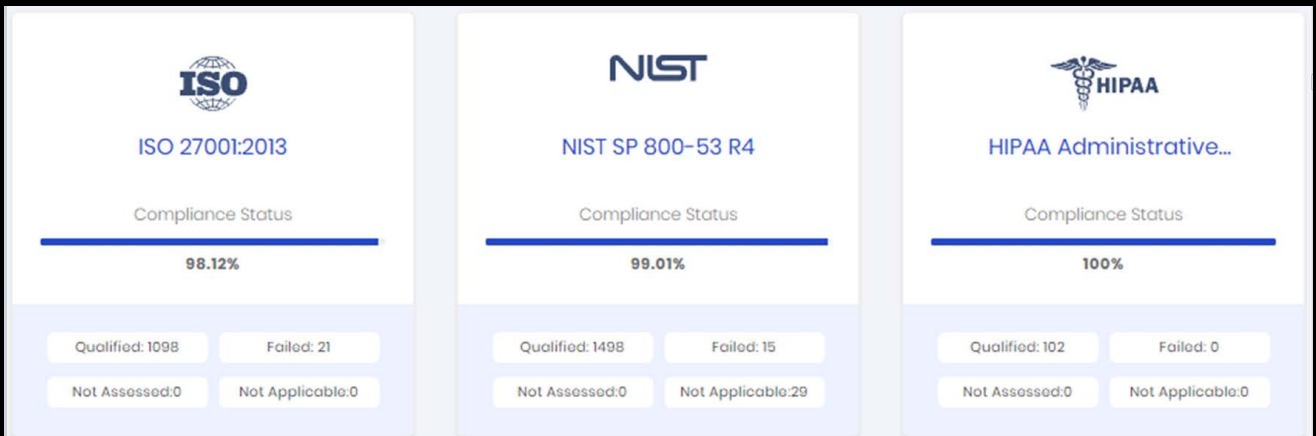 ISO
ISO 27001:2013
Compliance Status
98.12%
Qualified: 1098
Failed: 21
Not Assessed:0
Not Applicable:0
NIST
NIST SP 800-53 R4
Compliance Status
99.01%
Qualified: 1498
Failed: 15
Not Assessed:0
Not Applicable:29
HIPAA
HIPAA Administrative...
Compliance Status
100%
Qualified: 102
Failed: 0
Not Assessed:0
Not Applicable:0